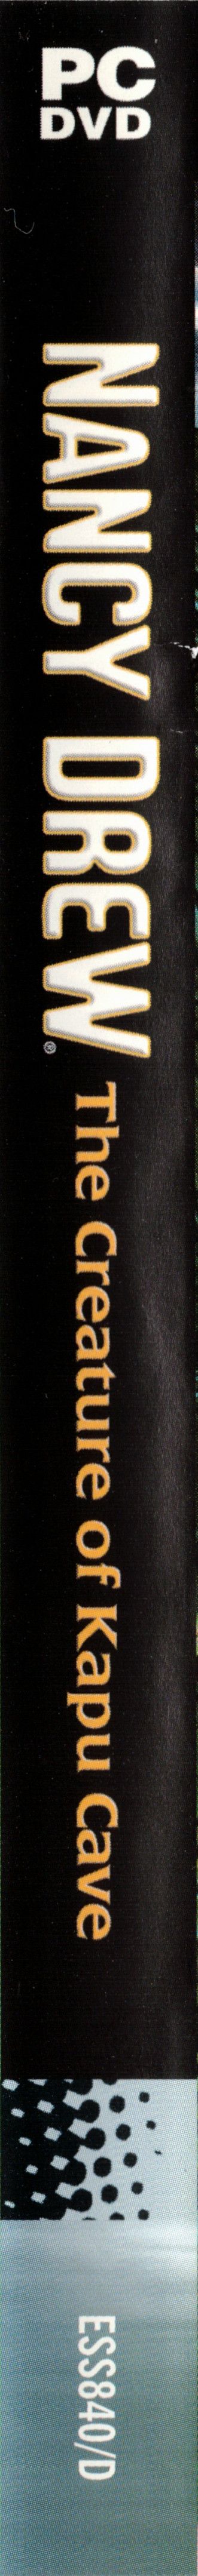 PC
DVD
NANCY DREW®
The Creature of Kapu Cave
ESS840/D